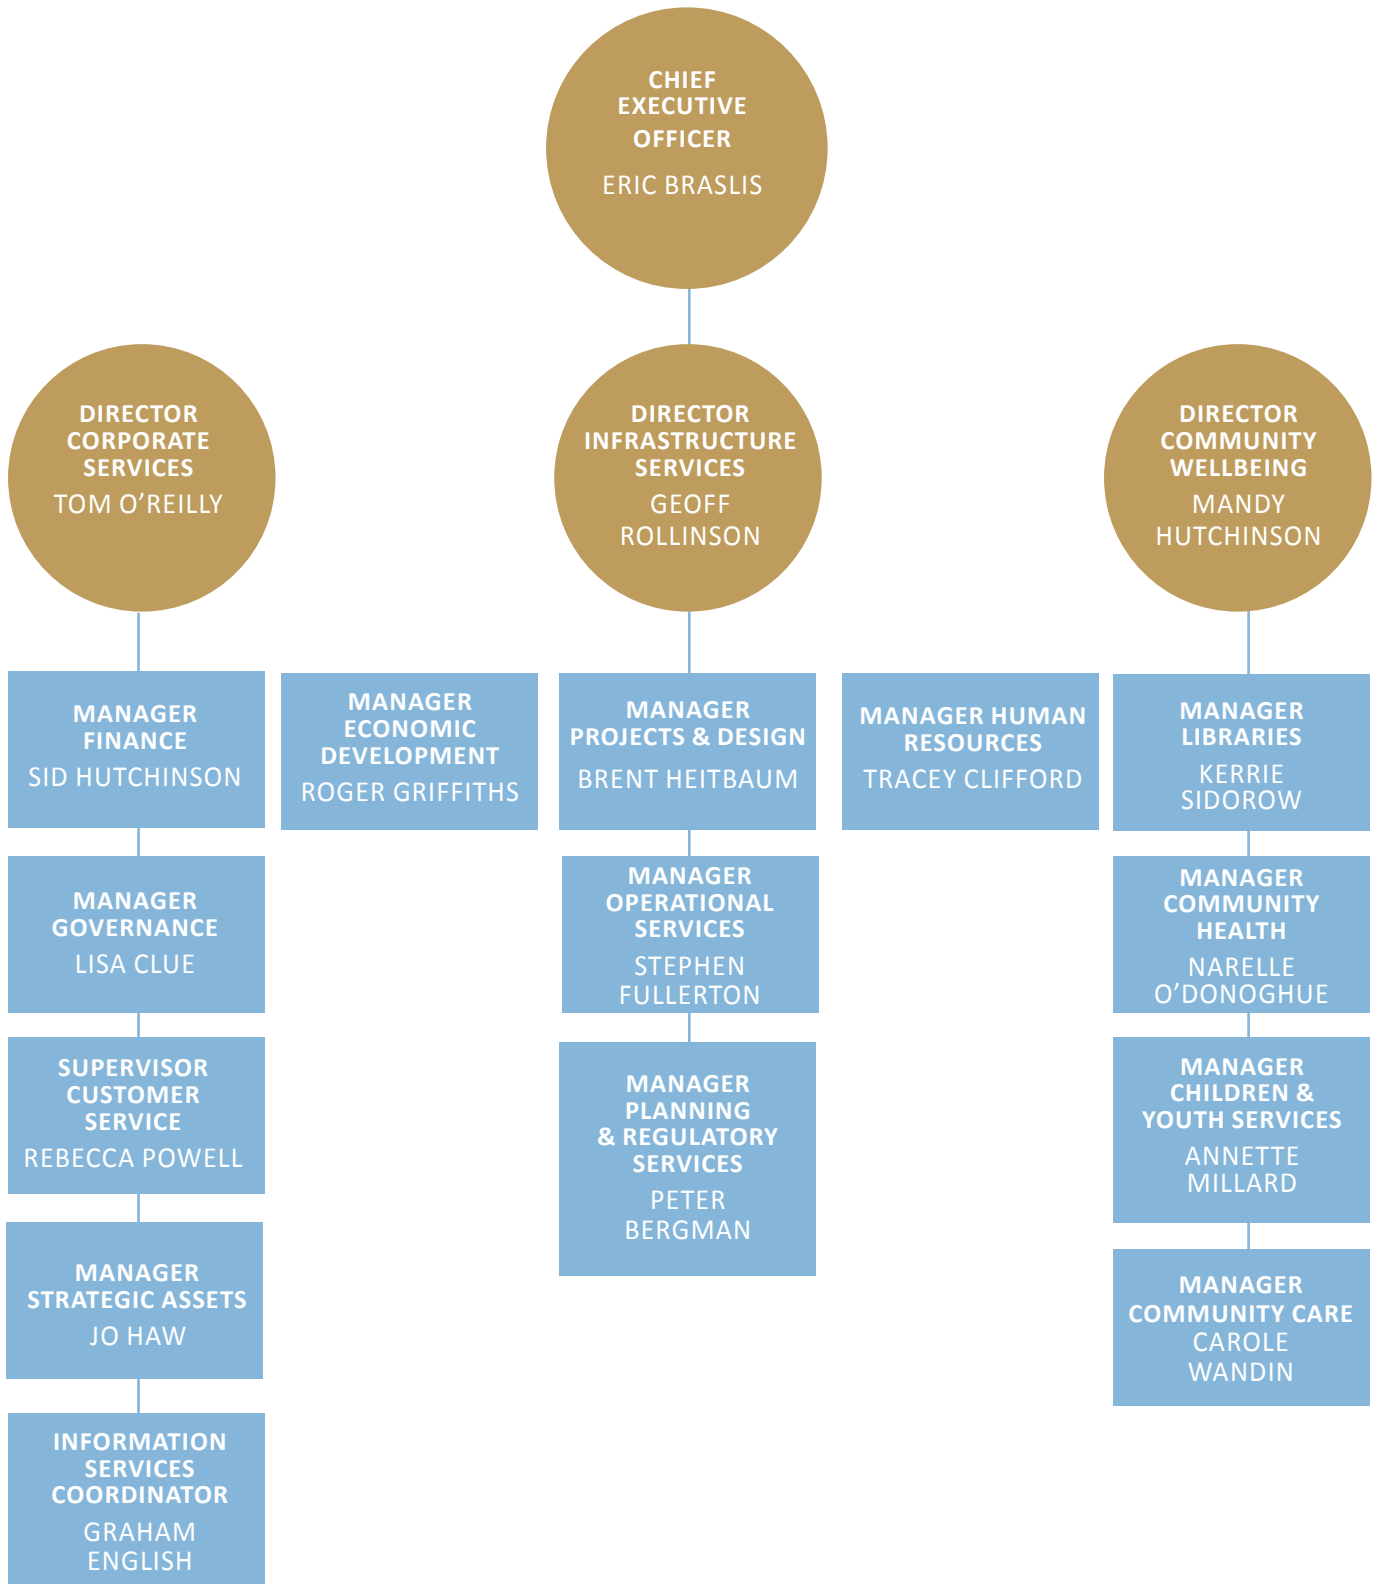 CHIEF
EXECUTIVE
OFFICER
ERIC BRASLIS
DIRECTOR
CORPORATE
SERVICES
TOM O’REILLY
DIRECTOR
INFRASTRUCTURE
SERVICES
GEOFF
ROLLINSON
DIRECTOR
COMMUNITY
WELLBEING
MANDY
HUTCHINSON
MANAGER
FINANCE
SID HUTCHINSON
MANAGER
ECONOMIC
DEVELOPMENT
ROGER GRIFFITHS
MANAGER
PROJECTS & DESIGN
BRENT HEITBAUM
MANAGER HUMAN
RESOURCES
TRACEY CLIFFORD
MANAGER
LIBRARIES
KERRIE
SIDOROW
MANAGER
GOVERNANCE
LISA CLUE
MANAGER
OPERATIONAL
SERVICES
STEPHEN
FULLERTON
MANAGER
COMMUNITY
HEALTH
NARELLE
O’DONOGHUE
SUPERVISOR
CUSTOMER
SERVICE
REBECCA POWELL
MANAGER
PLANNING
& REGULATORY
SERVICES
PETER
BERGMAN
MANAGER
CHILDREN &
YOUTH SERVICES
ANNETTE
MILLARD
MANAGER
STRATEGIC ASSETS
JO HAW
MANAGER
COMMUNITY CARE
CAROLE
WANDIN
INFORMATION
SERVICES
COORDINATOR
GRAHAM
ENGLISH